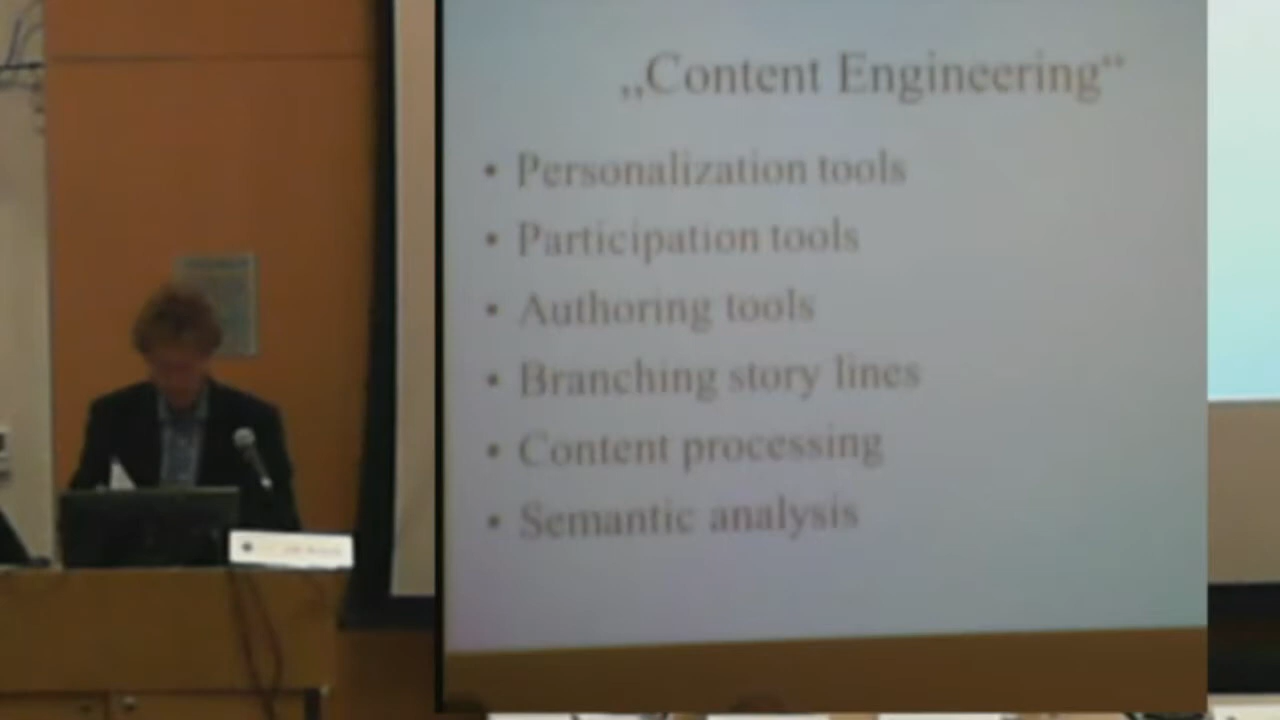 „Content Engineering“
• Personalization tools
• Participation tools
• Authoring tools
• Branching story lines
• Content processing
• Semantic analysis